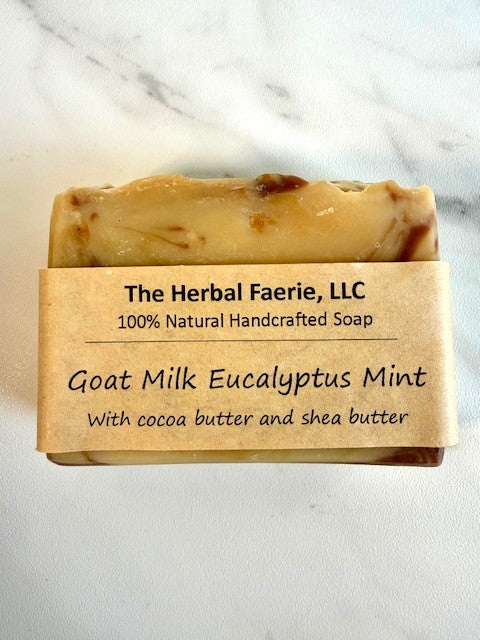 The Herbal Faerie, LLC
100% Natural Handcrafted Soap
Goat Milk Eucalyptus Mint
With cocoa butter and shea butter